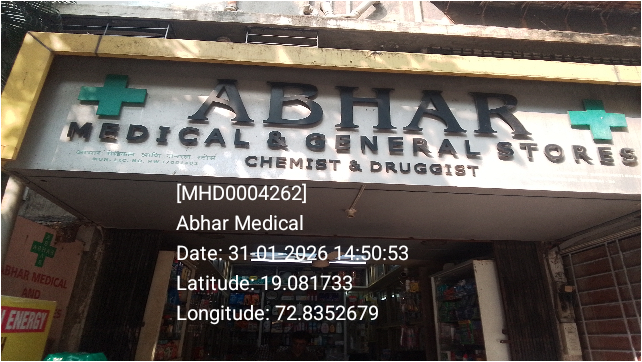 ABHAR
MEDICAL & GENERAL STORES
CHEMIST & DRUGGIST
[MHD0004262]
Abhar Medical
Date: 31-01-2026 14:50:53
Latitude: 19.081733
Longitude: 72.8352679
ABHAR MEDICAL
AND
ENERGY